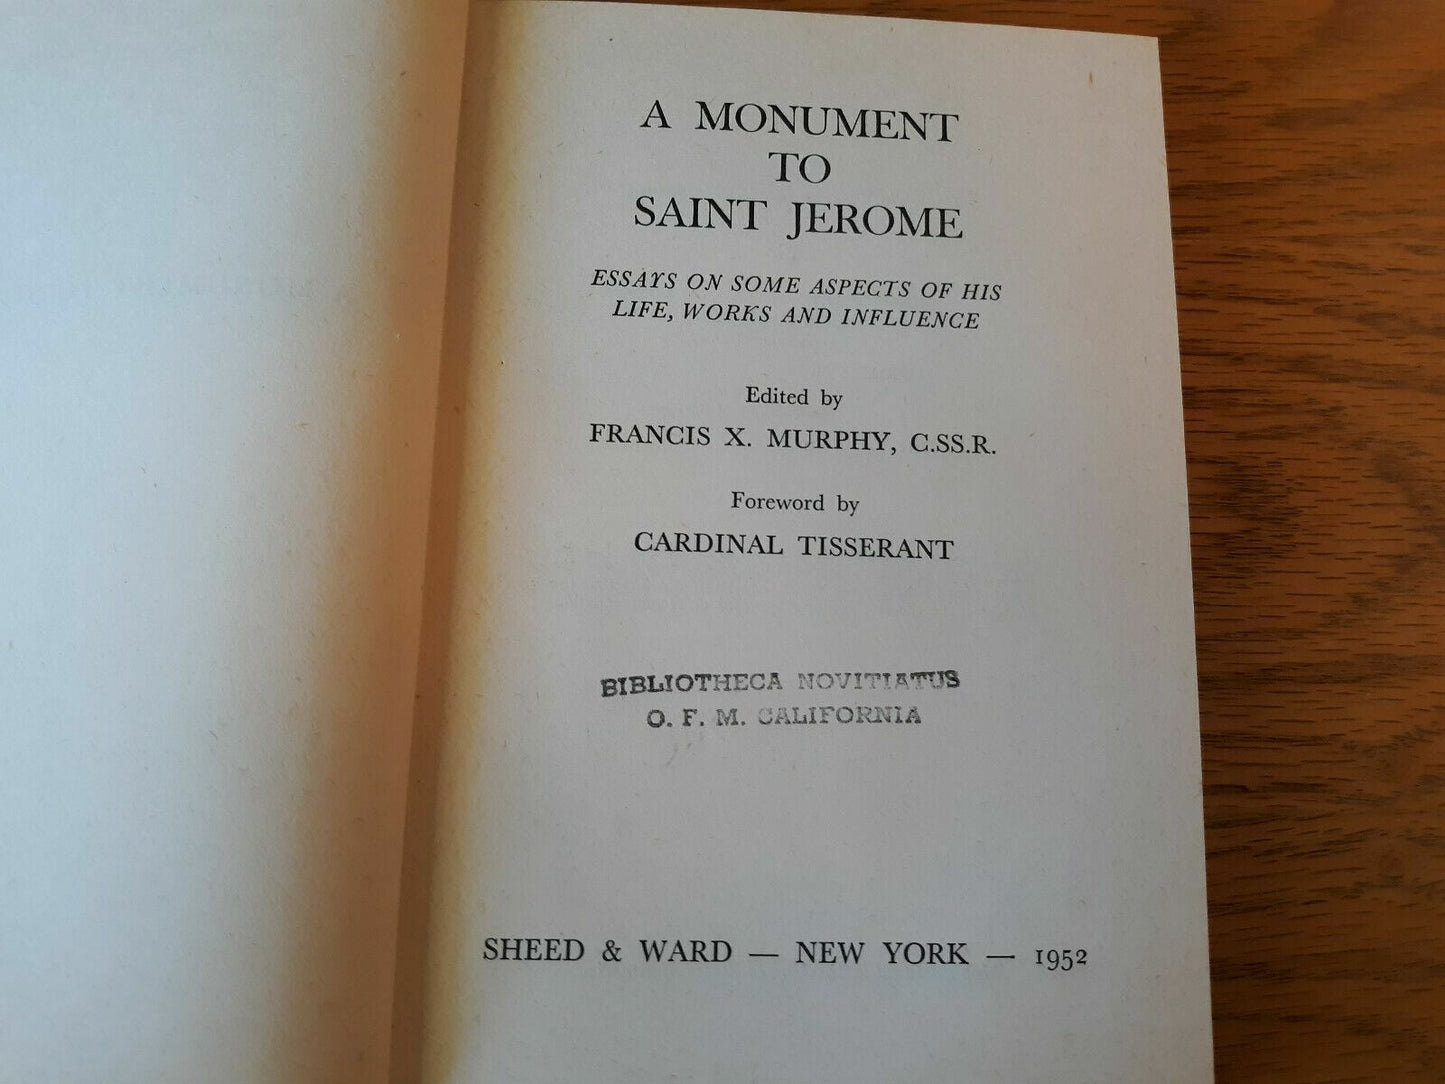 A MONUMENT
TO
SAINT JEROME
ESSAYS ON SOME ASPECTS OF HIS
LIFE, WORKS AND INFLUENCE
Edited by
FRANCIS X. MURPHY, C.SS.R.
Foreword by
CARDINAL TISSERANT
BIBLIOTHECA NOVITIATUS
O. F. M. CALIFORNIA
SHEED & WARD — NEW YORK — 1952